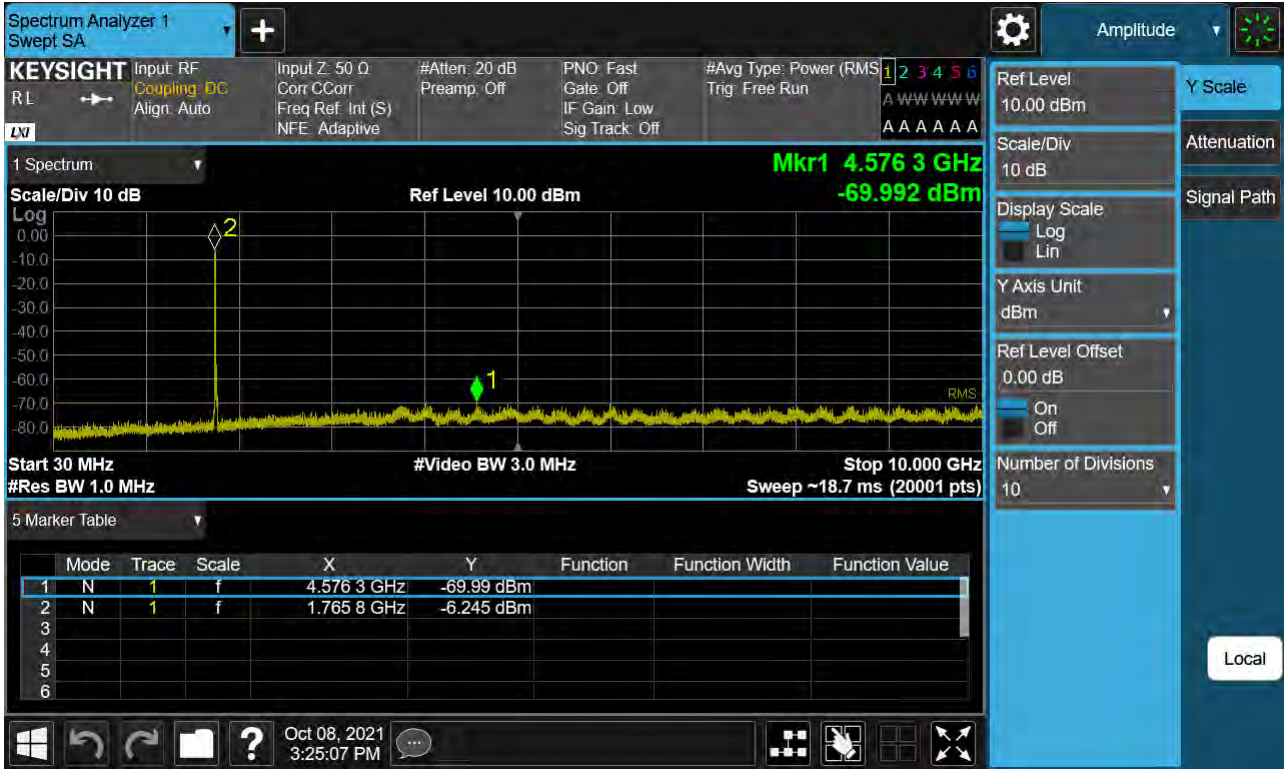 Spectrum Analyzer 1
Swept SA
+
Amplitude
KEYSIGHT
R L
LXI
Input: RF
Coupling: DC
Align: Auto
Input Z: 50 Ω
Corr CCorr
Freq Ref: Int (S)
NFE: Adaptive
#Atten: 20 dB
Preamp: Off
PNO: Fast
Gate: Off
IF Gain: Low
Sig Track: Off
#Avg Type: Power (RMS
Trig: Free Run
1 2 3 4 5 6
A W W W W W
A A A A A A
1 Spectrum
Mkr1 4.576 3 GHz
Scale/Div 10 dB
Ref Level 10.00 dBm
-69.992 dBm
Log
0.00
-10.0
-20.0
-30.0
-40.0
-50.0
-60.0
-70.0
-80.0
2
1
RMS
Start 30 MHz
#Video BW 3.0 MHz
Stop 10.000 GHz
#Res BW 1.0 MHz
Sweep ~18.7 ms (20001 pts)
5 Marker Table
Mode Trace Scale X Y Function Function Width Function Value
1 N 1 f 4.576 3 GHz -69.99 dBm
2 N 1 f 1.765 8 GHz -6.245 dBm
3
4
5
6
Ref Level
10.00 dBm
Scale/Div
10 dB
Display Scale
Log
Lin
Y Axis Unit
dBm
Ref Level Offset
0.00 dB
On
Off
Number of Divisions
10
Y Scale
Attenuation
Signal Path
Local
?
Oct 08, 2021
3:25:07 PM